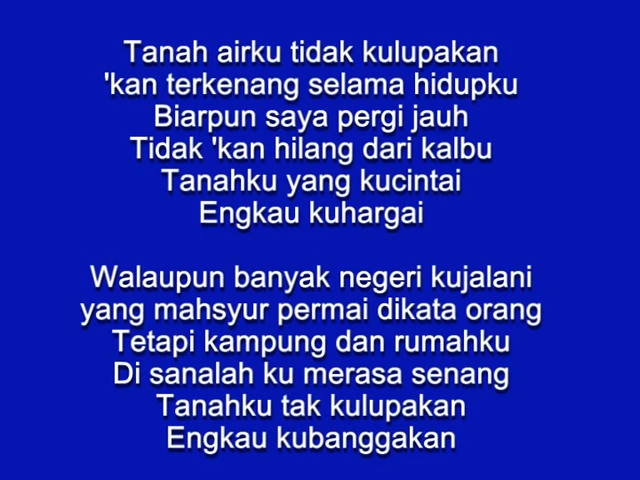 Tanah airku tidak kulupakan
'kan terkenang selama hidupku
Biarpun saya pergi jauh
Tidak 'kan hilang dari kalbu
Tanahku yang kucintai
Engkau kuhargai
Walaupun banyak negeri kujalani
yang mahsyur permai dikata orang
Tetapi kampung dan rumahku
Di sanalah ku merasa senang
Tanahku tak kulupakan
Engkau kubanggakan